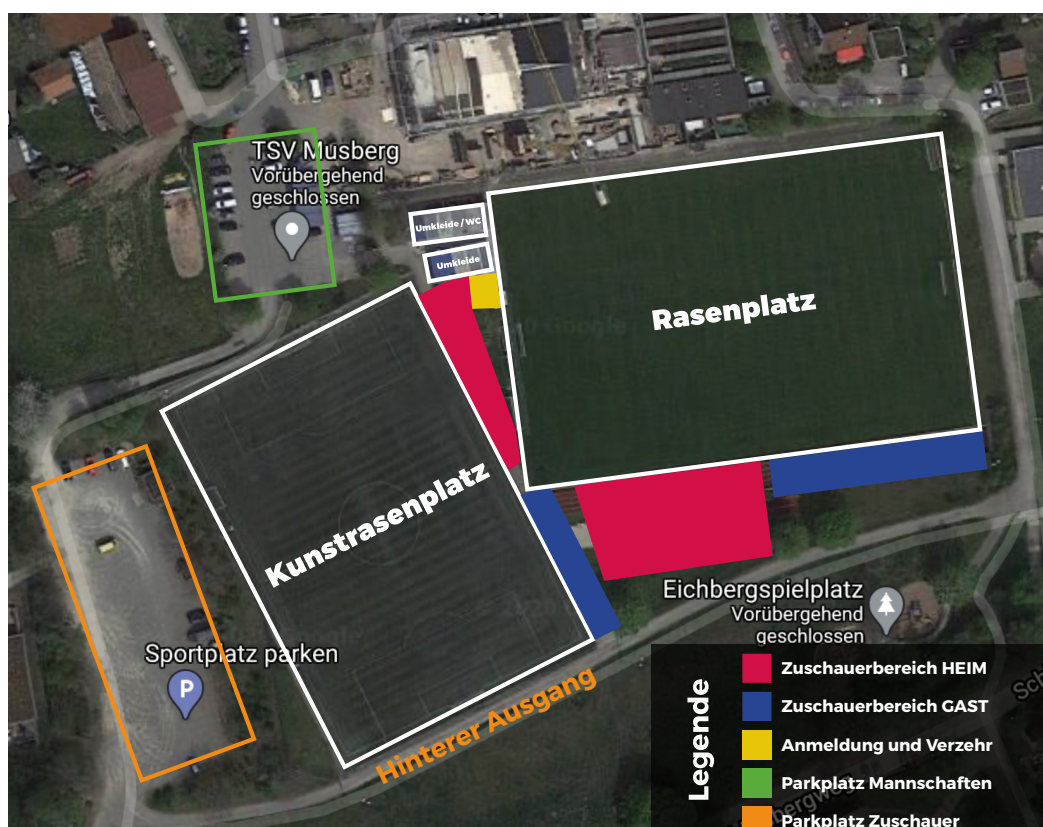 TSV Musberg
Vorübergehend
geschlossen
Umkleide / WC
Umkleide
Rasenplatz
Kunstrasenplatz
Eichbergspielplatz
Vorübergehend
geschlossen
Sportplatz parken
P
Hinterer Ausgang
Legende
Zuschauerbereich HEIM
Zuschauerbereich GAST
Anmeldung und Verzehr
Parkplatz Mannschaften
Parkplatz Zuschauer